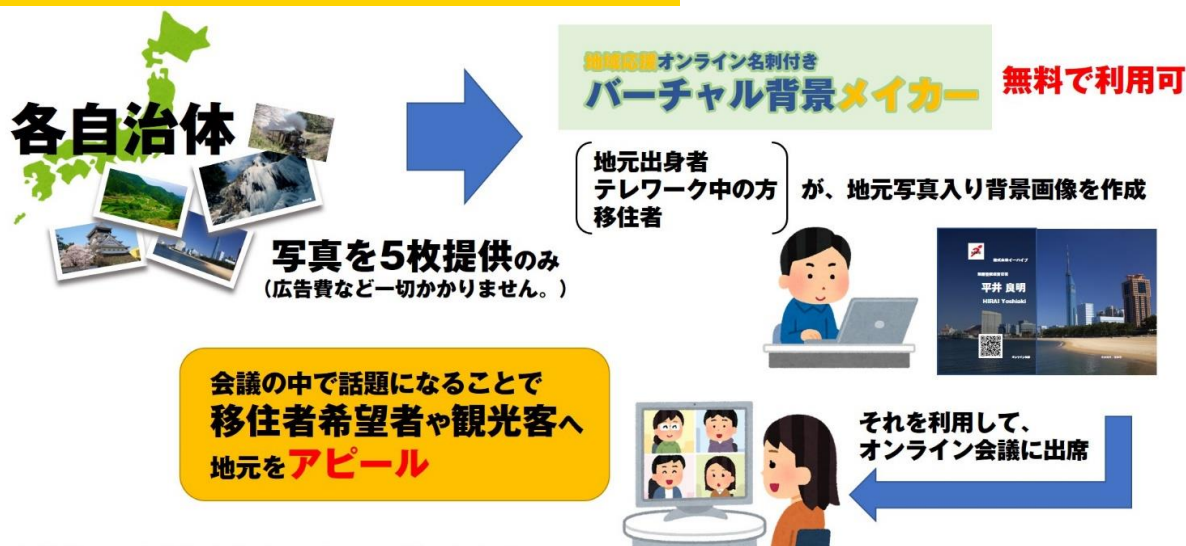 各自治体
写真を5枚提供のみ
(広告費など一切かかりません。)
地域応援オンライン名刺付き
バーチャル背景メイカー
無料で利用可
地元出身者
テレワーク中の方
移住者
が、地元写真入り背景画像を作成
平井 良明
HIRAI Yoshiaki
それを利用して、
オンライン会議に出席
会議の中で話題になることで
移住者希望者や観光客へ
地元をアピール